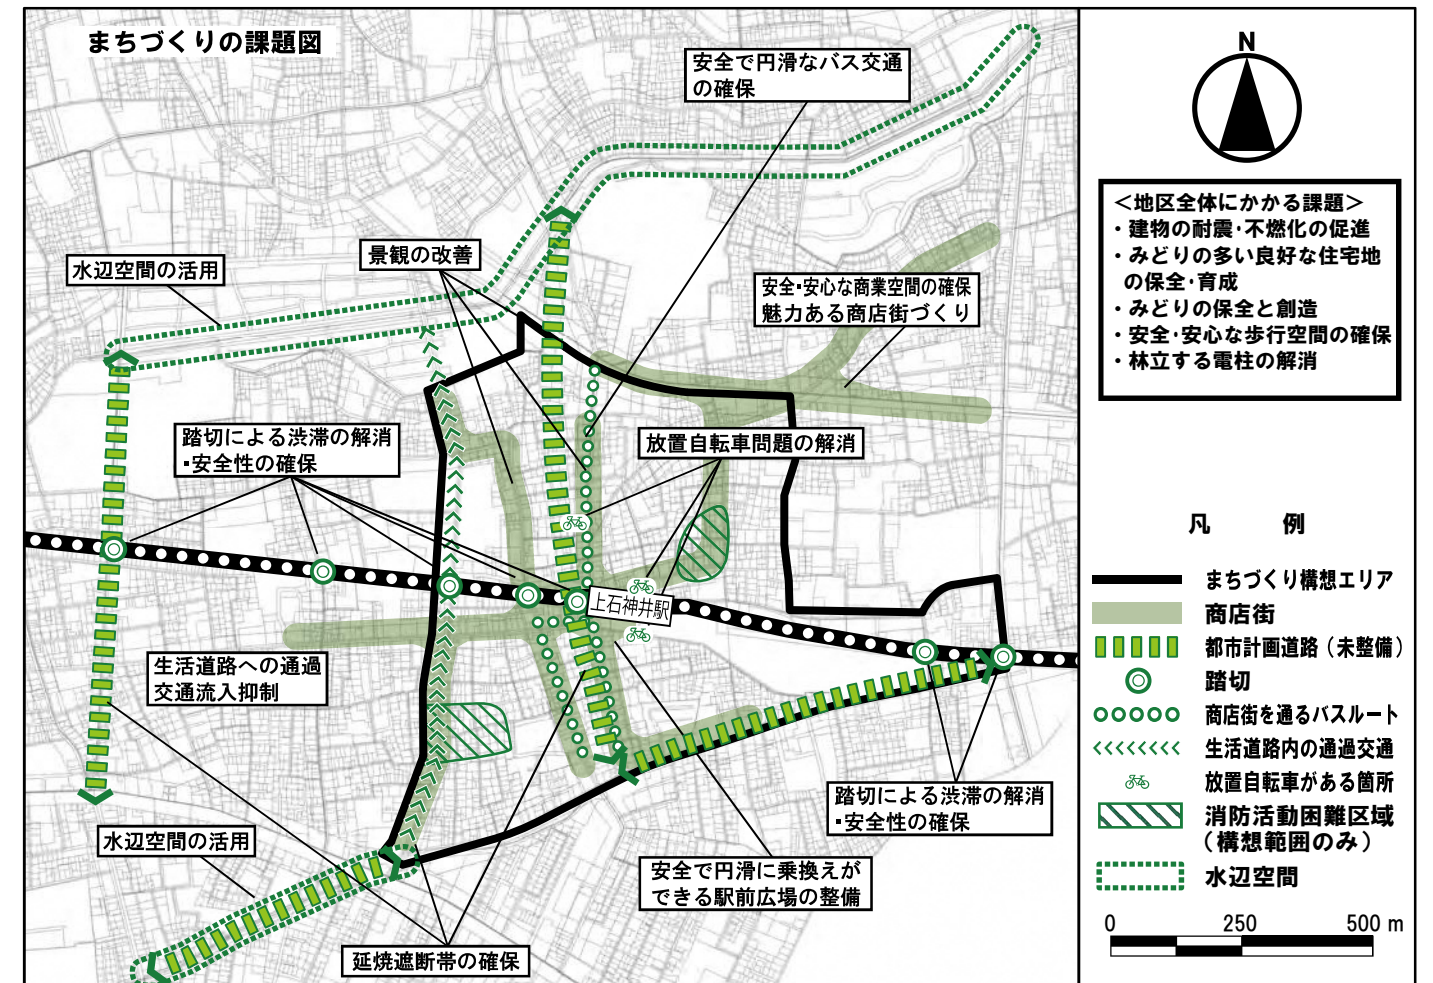 まちづくりの課題図
安全で円滑なバス交通
の確保
景観の改善
水辺空間の活用
安全・安心な商業空間の確保
魅力ある商店街づくり
踏切による渋滞の解消
・安全性の確保
放置自転車問題の解消
上石神井駅
生活道路への通過
交通流入抑制
踏切による渋滞の解消
・安全性の確保
水辺空間の活用
安全で円滑に乗換えが
できる駅前広場の整備
延焼遮断帯の確保
N
＜地区全体にかかる課題＞
・建物の耐震・不燃化の促進
・みどりの多い良好な住宅地
の保全・育成
・みどりの保全と創造
・安全・安心な歩行空間の確保
・林立する電柱の解消
凡 例
まちづくり構想エリア
商店街
都市計画道路（未整備）
踏切
商店街を通るバスルート
生活道路内の通過交通
放置自転車がある箇所
消防活動困難区域
（構想範囲のみ）
水辺空間
0 250 500 m